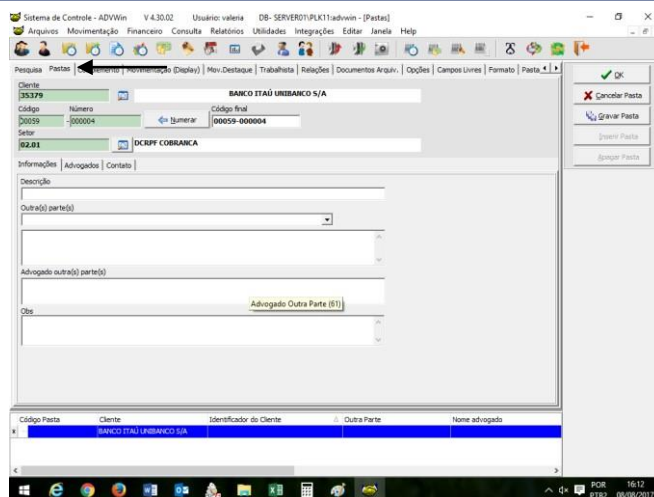 Sistema de Controle - ADVWin V 4.30.02 Usuário: valeria DB- SERVER01\PLK11:advwin - [Pastas]
Arquivos Movimentação Financeiro Consulta Relatórios Utilidades Integrações Editar Janela Help
Pesquisa Pastas Movimentação (Display) Mov.Destaque Trabalhista Relações Documentos Arquiv. Opções Campos Livres Formato Pasta
OK
Cliente
35379 BANCO ITAÚ UNIBANCO S/A
Cancelar Pasta
Código Número Código final
00059 - 000004 Numerar 00059-000004
Gravar Pasta
Setor
Inserir Pasta
02.01 DCRPF COBRANCA
Apagar Pasta
Informações Advogados Contato
Descrição
Outra(s) parte(s)
Advogado outra(s) parte(s)
Advogado Outra Parte (61)
Obs
Código Pasta Cliente Identificador do Cliente Outra Parte Nome advogado
BANCO ITAÚ UNIBANCO S/A
POR 16:12
PTB2 08/08/2017